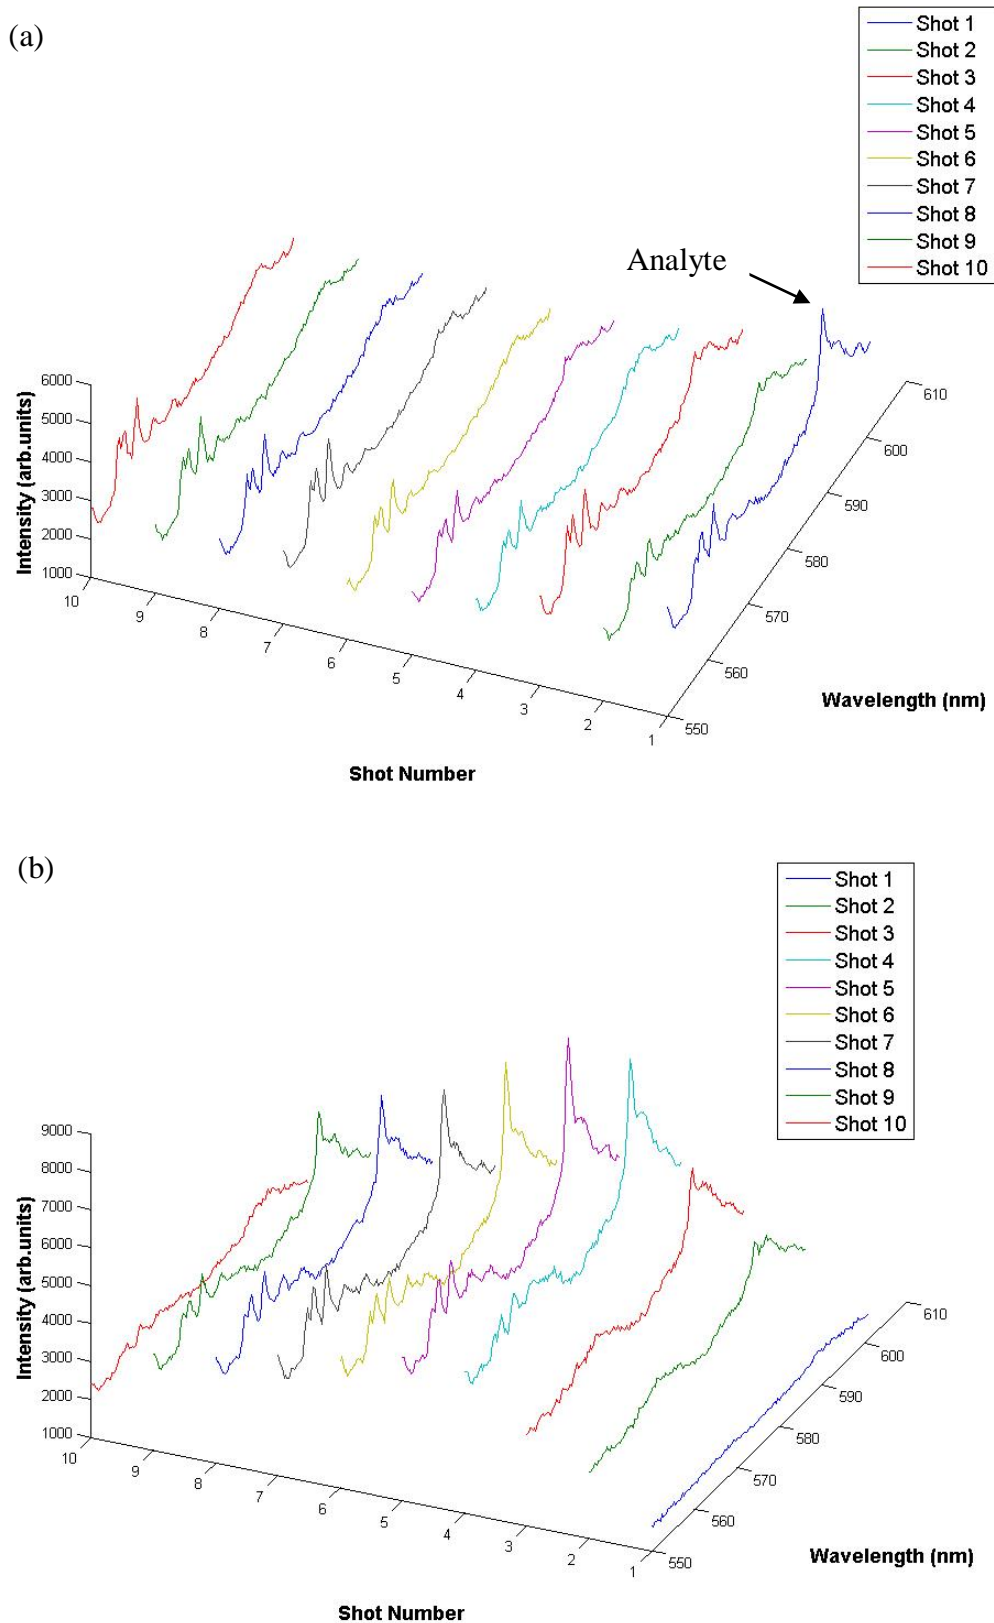 (a)
Shot 1
Shot 2
Shot 3
Shot 4
Shot 5
Shot 6
Shot 7
Shot 8
Shot 9
Shot 10
Analyte
6000
5000
4000
3000
2000
1000
Intensity (arb.units)
10
9
8
7
6
5
4
3
2
1
Shot Number
550
560
570
580
590
600
610
Wavelength (nm)
(b)
Shot 1
Shot 2
Shot 3
Shot 4
Shot 5
Shot 6
Shot 7
Shot 8
Shot 9
Shot 10
9000
8000
7000
6000
5000
4000
3000
2000
1000
Intensity (arb.units)
10
9
8
7
6
5
4
3
2
1
Shot Number
550
560
570
580
590
600
610
Wavelength (nm)